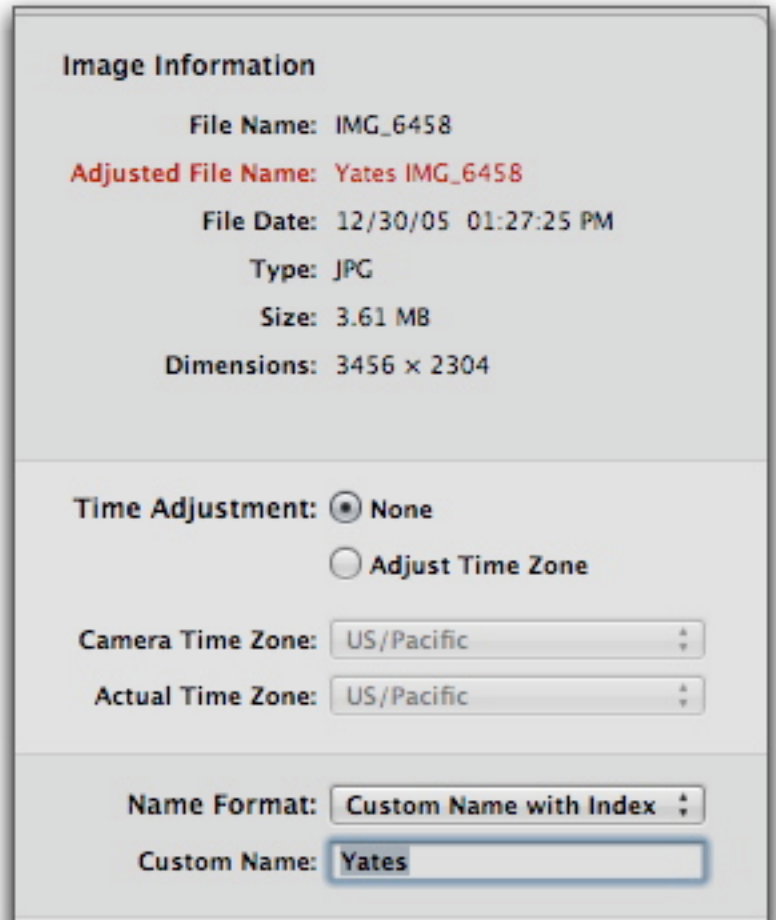 Image Information
File Name: IMG_6458
Adjusted File Name: Yates IMG_6458
File Date: 12/30/05 01:27:25 PM
Type: JPG
Size: 3.61 MB
Dimensions: 3456 × 2304
Time Adjustment: None
Adjust Time Zone
Camera Time Zone: US/Pacific
Actual Time Zone: US/Pacific
Name Format: Custom Name with Index
Custom Name: Yates